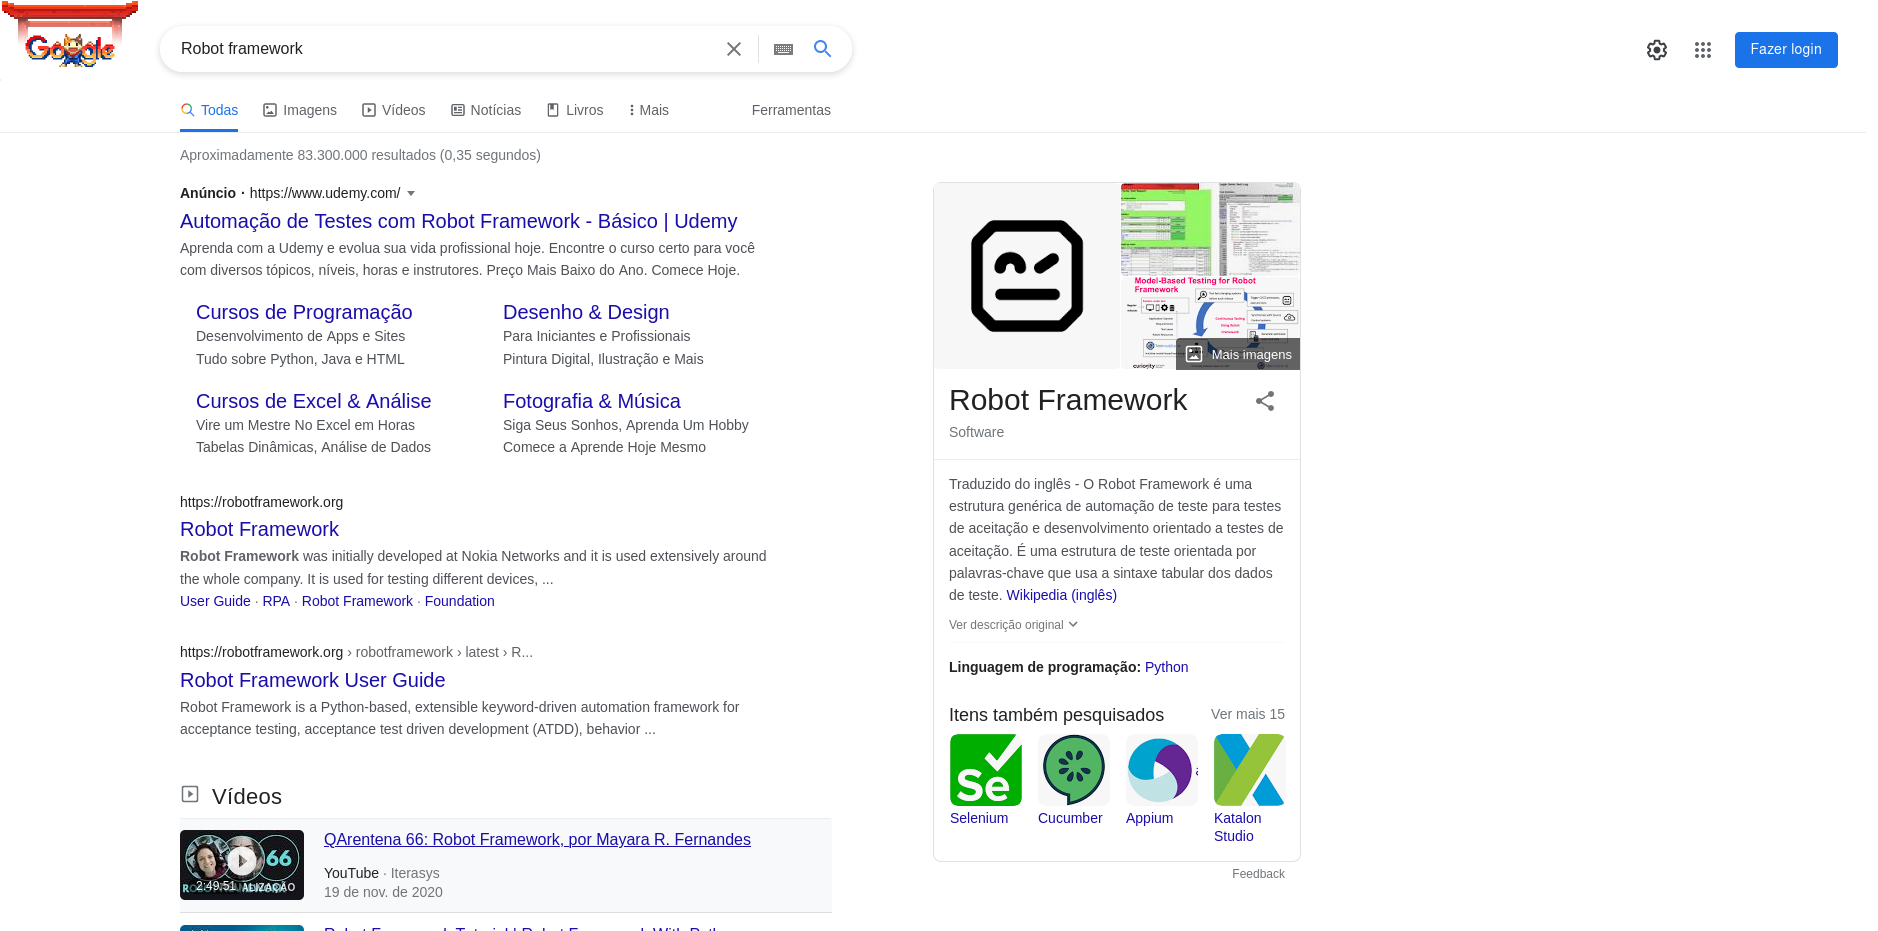 Google
Robot framework
Fazer login
Todas
Imagens
Vídeos
Notícias
Livros
Mais
Ferramentas
Aproximadamente 83.300.000 resultados (0,35 segundos)
Anúncio · https://www.udemy.com/
Automação de Testes com Robot Framework - Básico | Udemy
Aprenda com a Udemy e evolua sua vida profissional hoje. Encontre o curso certo para você
com diversos tópicos, níveis, horas e instrutores. Preço Mais Baixo do Ano. Comece Hoje.
Cursos de Programação
Desenvolvimento de Apps e Sites
Tudo sobre Python, Java e HTML
Desenho & Design
Para Iniciantes e Profissionais
Pintura Digital, Ilustração e Mais
Cursos de Excel & Análise
Vire um Mestre No Excel em Horas
Tabelas Dinâmicas, Análise de Dados
Fotografia & Música
Siga Seus Sonhos, Aprenda Um Hobby
Comece a Aprende Hoje Mesmo
https://robotframework.org
Robot Framework
Robot Framework was initially developed at Nokia Networks and it is used extensively around
the whole company. It is used for testing different devices, ...
User Guide · RPA · Robot Framework · Foundation
https://robotframework.org › robotframework › latest › R...
Robot Framework User Guide
Robot Framework is a Python-based, extensible keyword-driven automation framework for
acceptance testing, acceptance test driven development (ATDD), behavior ...
Vídeos
66
2:49:51
QArentena 66: Robot Framework, por Mayara R. Fernandes
YouTube · Iterasys
19 de nov. de 2020
Model-Based Testing for Robot
Framework
curiosity
Mais imagens
Robot Framework
Software
Traduzido do inglês - O Robot Framework é uma
estrutura genérica de automação de teste para testes
de aceitação e desenvolvimento orientado a testes de
aceitação. É uma estrutura de teste orientada por
palavras-chave que usa a sintaxe tabular dos dados
de teste. Wikipedia (inglês)
Ver descrição original
Linguagem de programação: Python
Itens também pesquisados
Ver mais 15
Se
Selenium
Cucumber
Appium
Katalon
Studio
Feedback